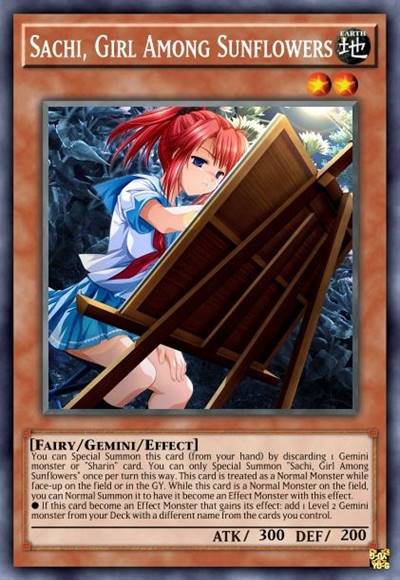 SACHI, GIRL AMONG SUNFLOWERS
EARTH
地
[FAIRY/GEMINI/EFFECT]
You can Special Summon this card (from your hand) by discarding 1 Gemini
monster or "Sharin" card. You can only Special Summon "Sachi, Girl Among
Sunflowers" once per turn this way. This card is treated as a Normal Monster while
face-up on the field or in the GY. While this card is a Normal Monster on the field,
you can Normal Summon it to have it become an Effect Monster with this effect.
● If this card become an Effect Monster that gains its effect: add 1 Level 2 Gemini
monster from your Deck with a different name from the cards you control.
ATK/ 300 DEF/ 200